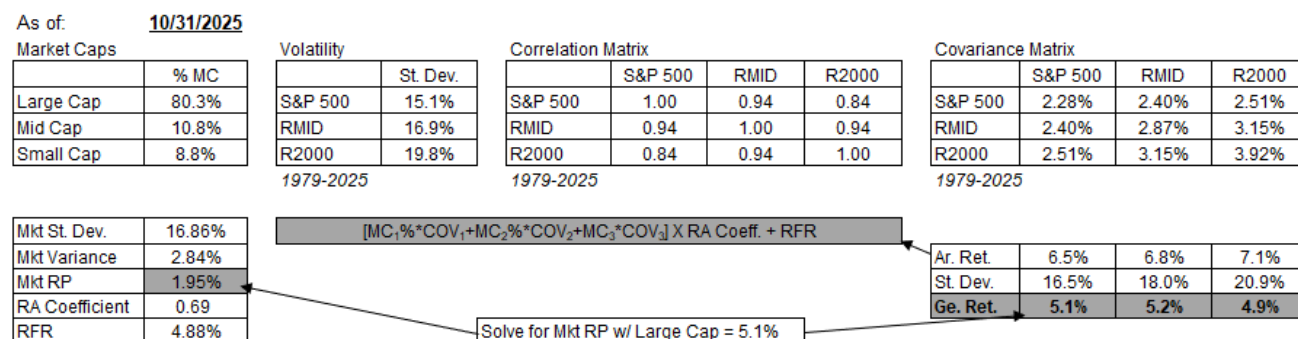 As of: 10/31/2025
Market Caps Volatility Correlation Matrix Covariance Matrix
% MC St. Dev. S&P 500 RMID R2000 S&P 500 RMID R2000
Large Cap 80.3% S&P 500 15.1% S&P 500 1.00 0.94 0.84 S&P 500 2.28% 2.40% 2.51%
Mid Cap 10.8% RMID 16.9% RMID 0.94 1.00 0.94 RMID 2.40% 2.87% 3.15%
Small Cap 8.8% R2000 19.8% R2000 0.84 0.94 1.00 R2000 2.51% 3.15% 3.92%
1979-2025 1979-2025 1979-2025
Mkt St. Dev. 16.86% [MC₁%*COV₁+MC₂%*COV₂+MC₃*COV₃] X RA Coeff. + RFR
Mkt Variance 2.84% Ar. Ret. 6.5% 6.8% 7.1%
Mkt RP 1.95% St. Dev. 16.5% 18.0% 20.9%
RA Coefficient 0.69 Ge. Ret. 5.1% 5.2% 4.9%
RFR 4.88% Solve for Mkt RP w/ Large Cap = 5.1%